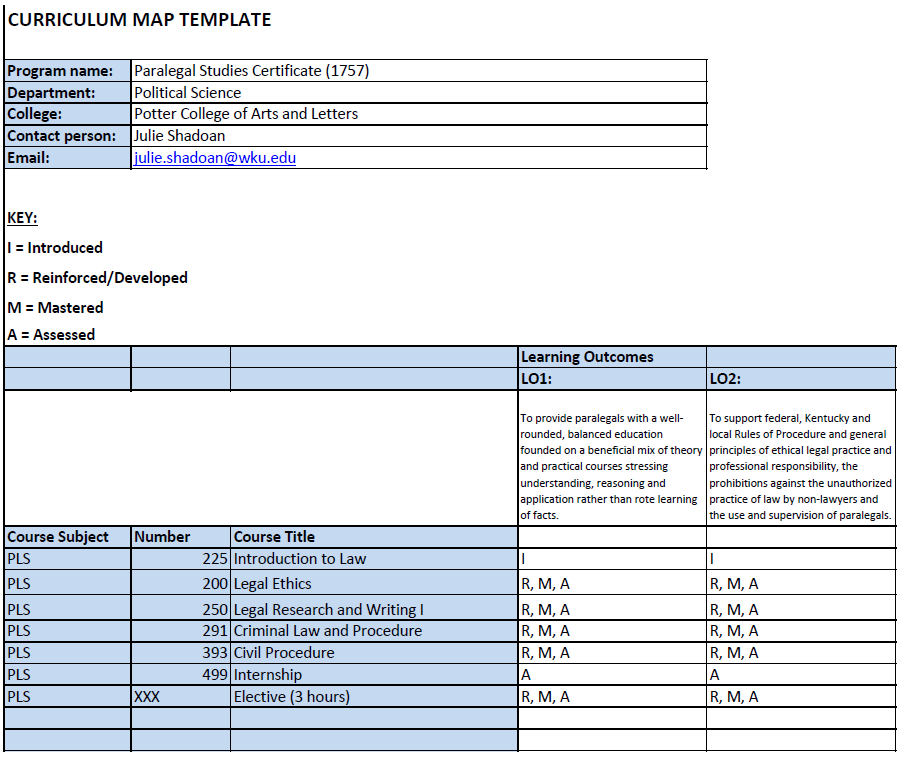 CURRICULUM MAP TEMPLATE
Program name: Paralegal Studies Certificate (1757)
Department: Political Science
College: Potter College of Arts and Letters
Contact person: Julie Shadoan
Email: julie.shadoan@wku.edu
KEY:
I = Introduced
R = Reinforced/Developed
M = Mastered
A = Assessed
Learning Outcomes
LO1: LO2:
To provide paralegals with a well-
rounded, balanced education
founded on a beneficial mix of theory
and practical courses stressing
understanding, reasoning and
application rather than rote learning
of facts.
To support federal, Kentucky and
local Rules of Procedure and general
principles of ethical legal practice and
professional responsibility, the
prohibitions against the unauthorized
practice of law by non-lawyers and
the use and supervision of paralegals.
Course Subject Number Course Title
PLS 225 Introduction to Law I I
PLS 200 Legal Ethics R, M, A R, M, A
PLS 250 Legal Research and Writing I R, M, A R, M, A
PLS 291 Criminal Law and Procedure R, M, A R, M, A
PLS 393 Civil Procedure R, M, A R, M, A
PLS 499 Internship A A
PLS XXX Elective (3 hours) R, M, A R, M, A